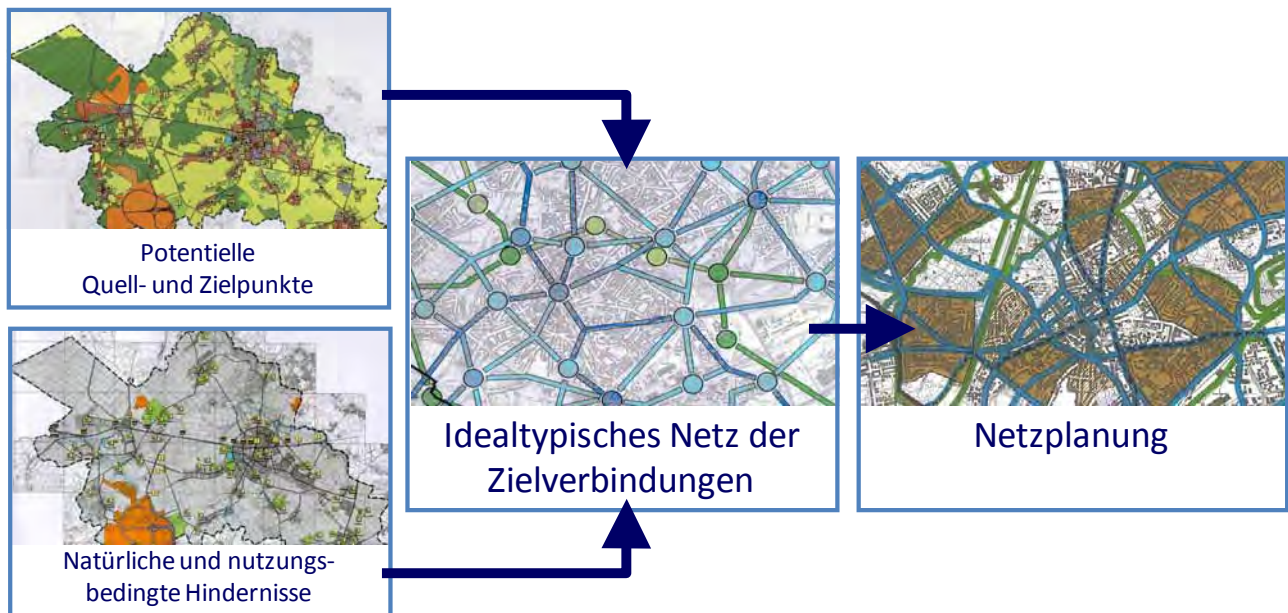 Potentielle
Quell- und Zielpunkte
Natürliche und nutzungs-
bedingte Hindernisse
Idealtypisches Netz der
Zielverbindungen
Netzplanung